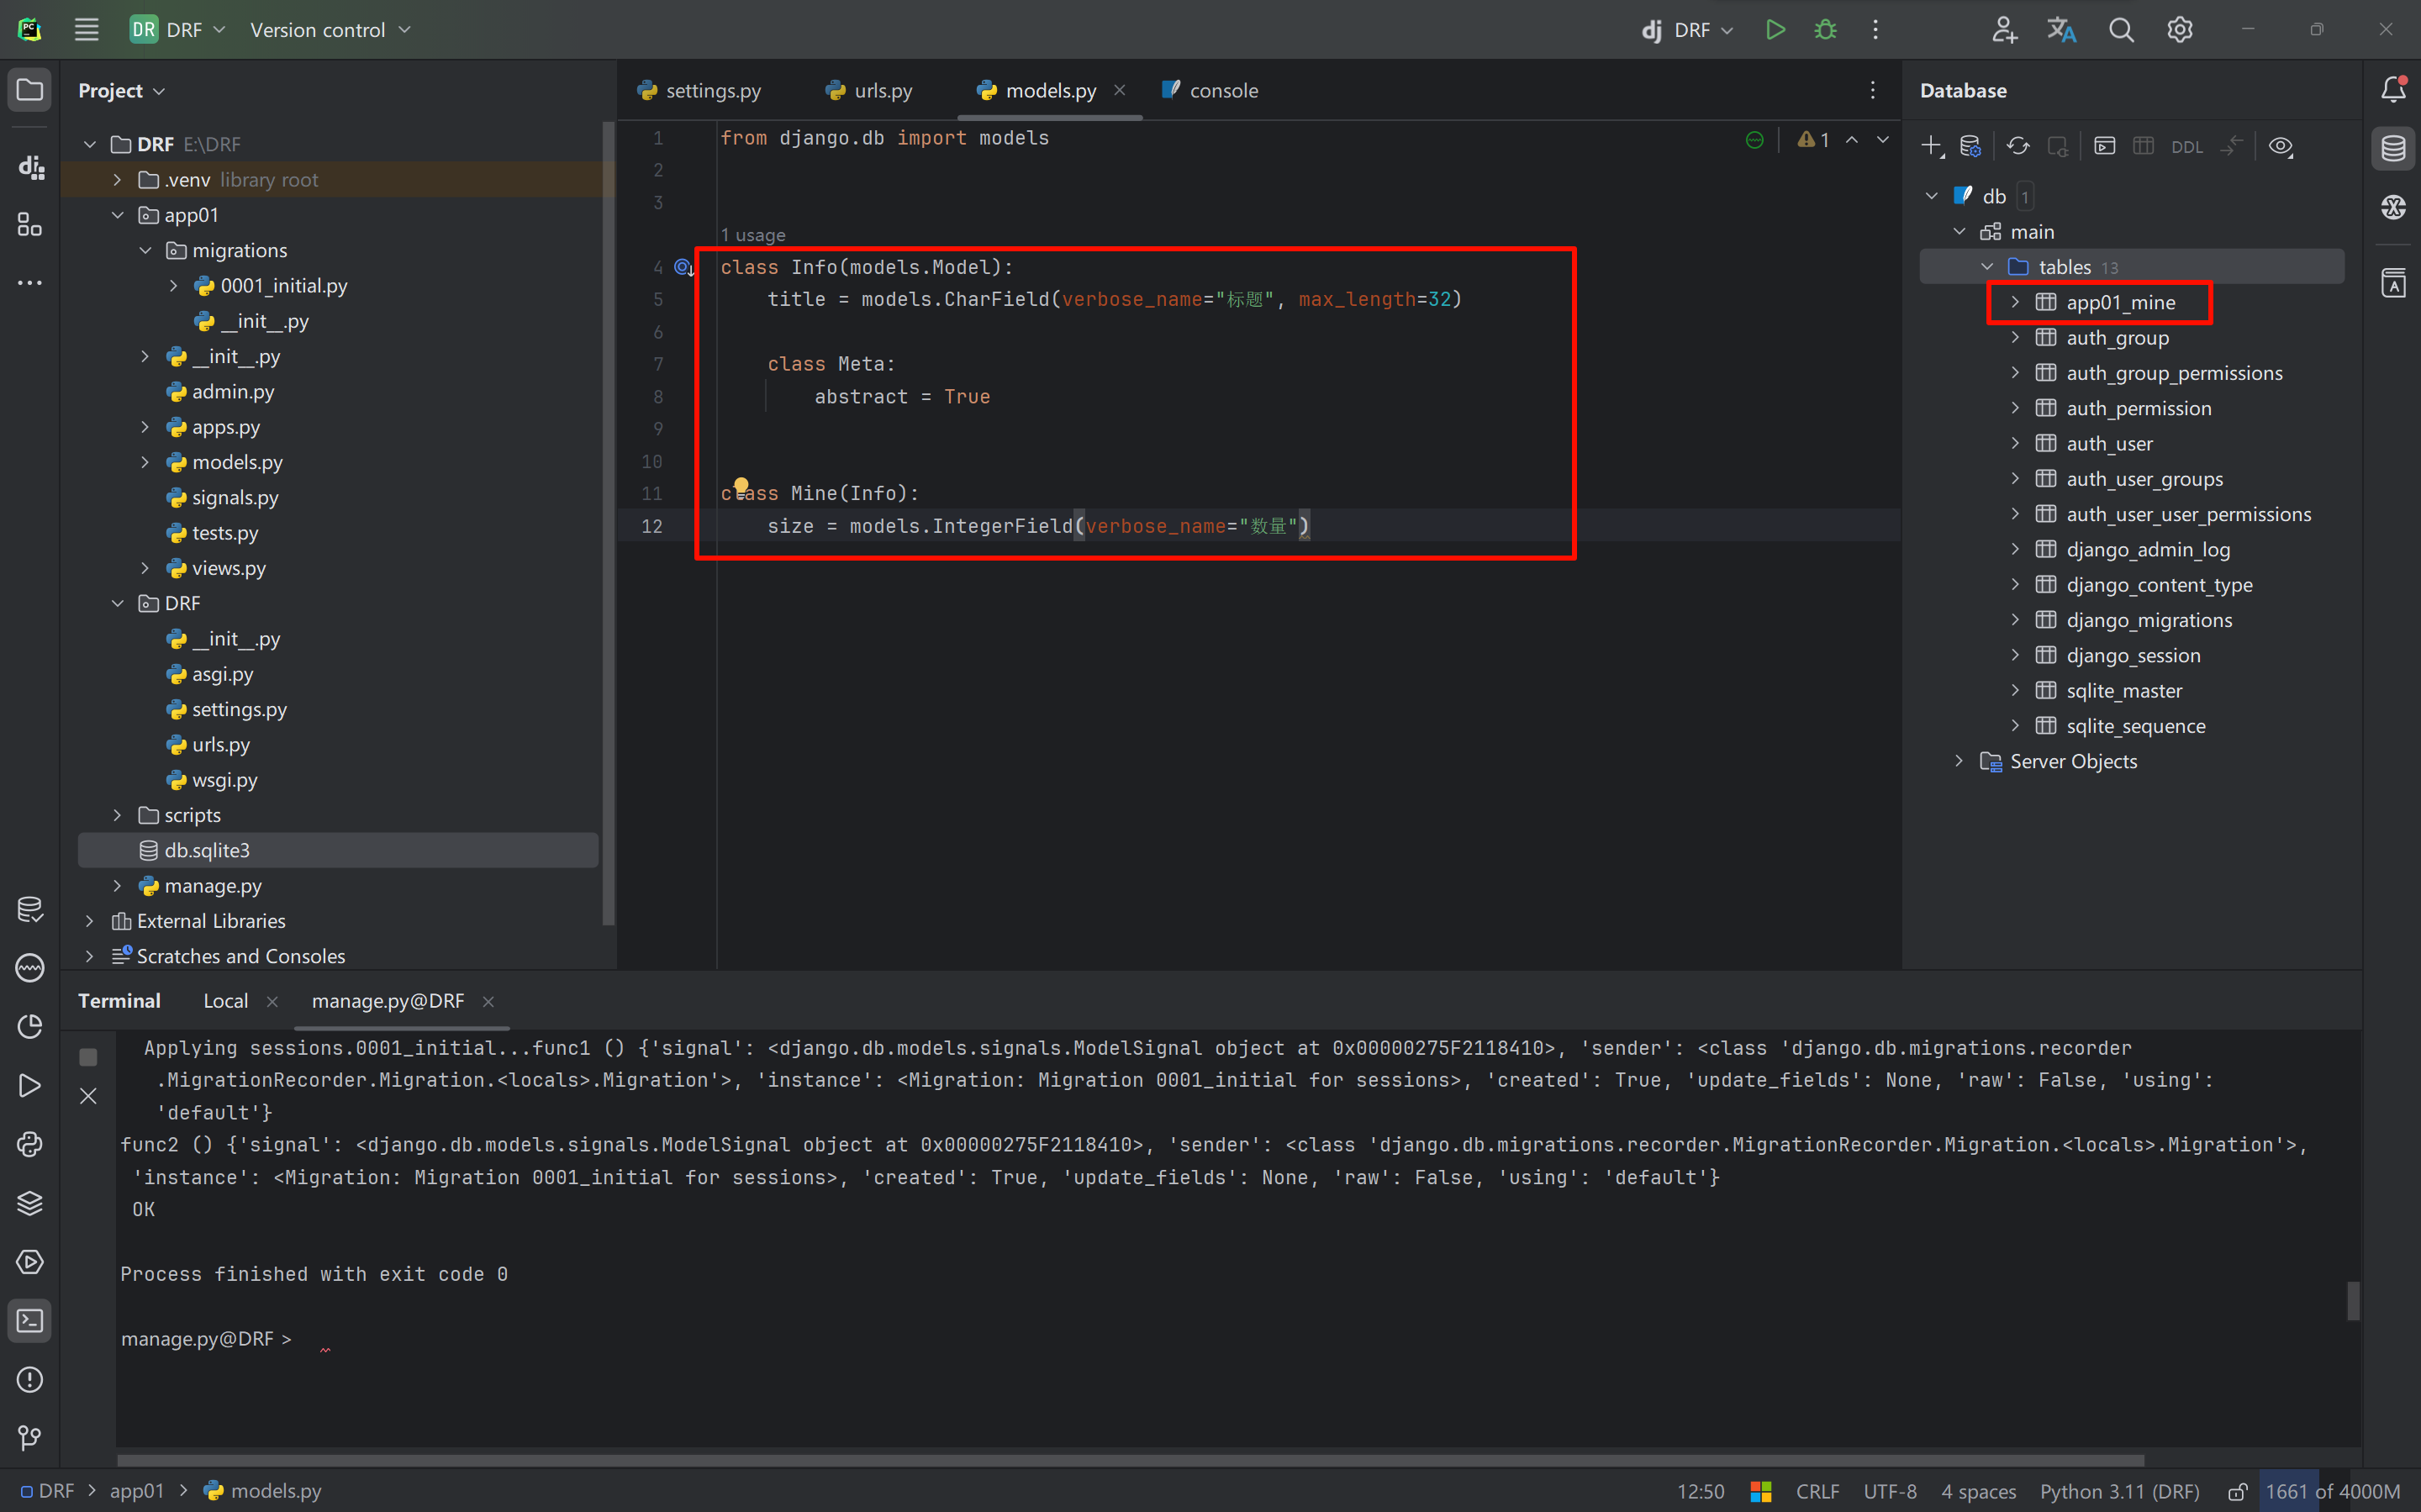 DR DRF Version control
dj DRF
Project
DRF E:\DRF
.venv library root
app01
migrations
0001_initial.py
__init__.py
__init__.py
admin.py
apps.py
models.py
signals.py
tests.py
views.py
DRF
__init__.py
asgi.py
settings.py
urls.py
wsgi.py
scripts
db.sqlite3
manage.py
External Libraries
Scratches and Consoles
settings.py urls.py models.py console
1 from django.db import models
2
3
1 usage
4 class Info(models.Model):
5 title = models.CharField(verbose_name="标题", max_length=32)
6
7 class Meta:
8 abstract = True
9
10
11 class Mine(Info):
12 size = models.IntegerField(verbose_name="数量")
1
Database
DDL
db 1
main
tables 13
app01_mine
auth_group
auth_group_permissions
auth_permission
auth_user
auth_user_groups
auth_user_user_permissions
django_admin_log
django_content_type
django_migrations
django_session
sqlite_master
sqlite_sequence
Server Objects
Terminal Local manage.py@DRF
Applying sessions.0001_initial...func1 () {'signal': <django.db.models.signals.ModelSignal object at 0x00000275F2118410>, 'sender': <class 'django.db.migrations.recorder
.MigrationRecorder.Migration.<locals>.Migration'>, 'instance': <Migration: Migration 0001_initial for sessions>, 'created': True, 'update_fields': None, 'raw': False, 'using':
'default'}
func2 () {'signal': <django.db.models.signals.ModelSignal object at 0x00000275F2118410>, 'sender': <class 'django.db.migrations.recorder.MigrationRecorder.Migration.<locals>.Migration'>,
'instance': <Migration: Migration 0001_initial for sessions>, 'created': True, 'update_fields': None, 'raw': False, 'using': 'default'}
OK
Process finished with exit code 0
manage.py@DRF >
DRF > app01 > models.py
12:50 CRLF UTF-8 4 spaces Python 3.11 (DRF) 1661 of 4000M